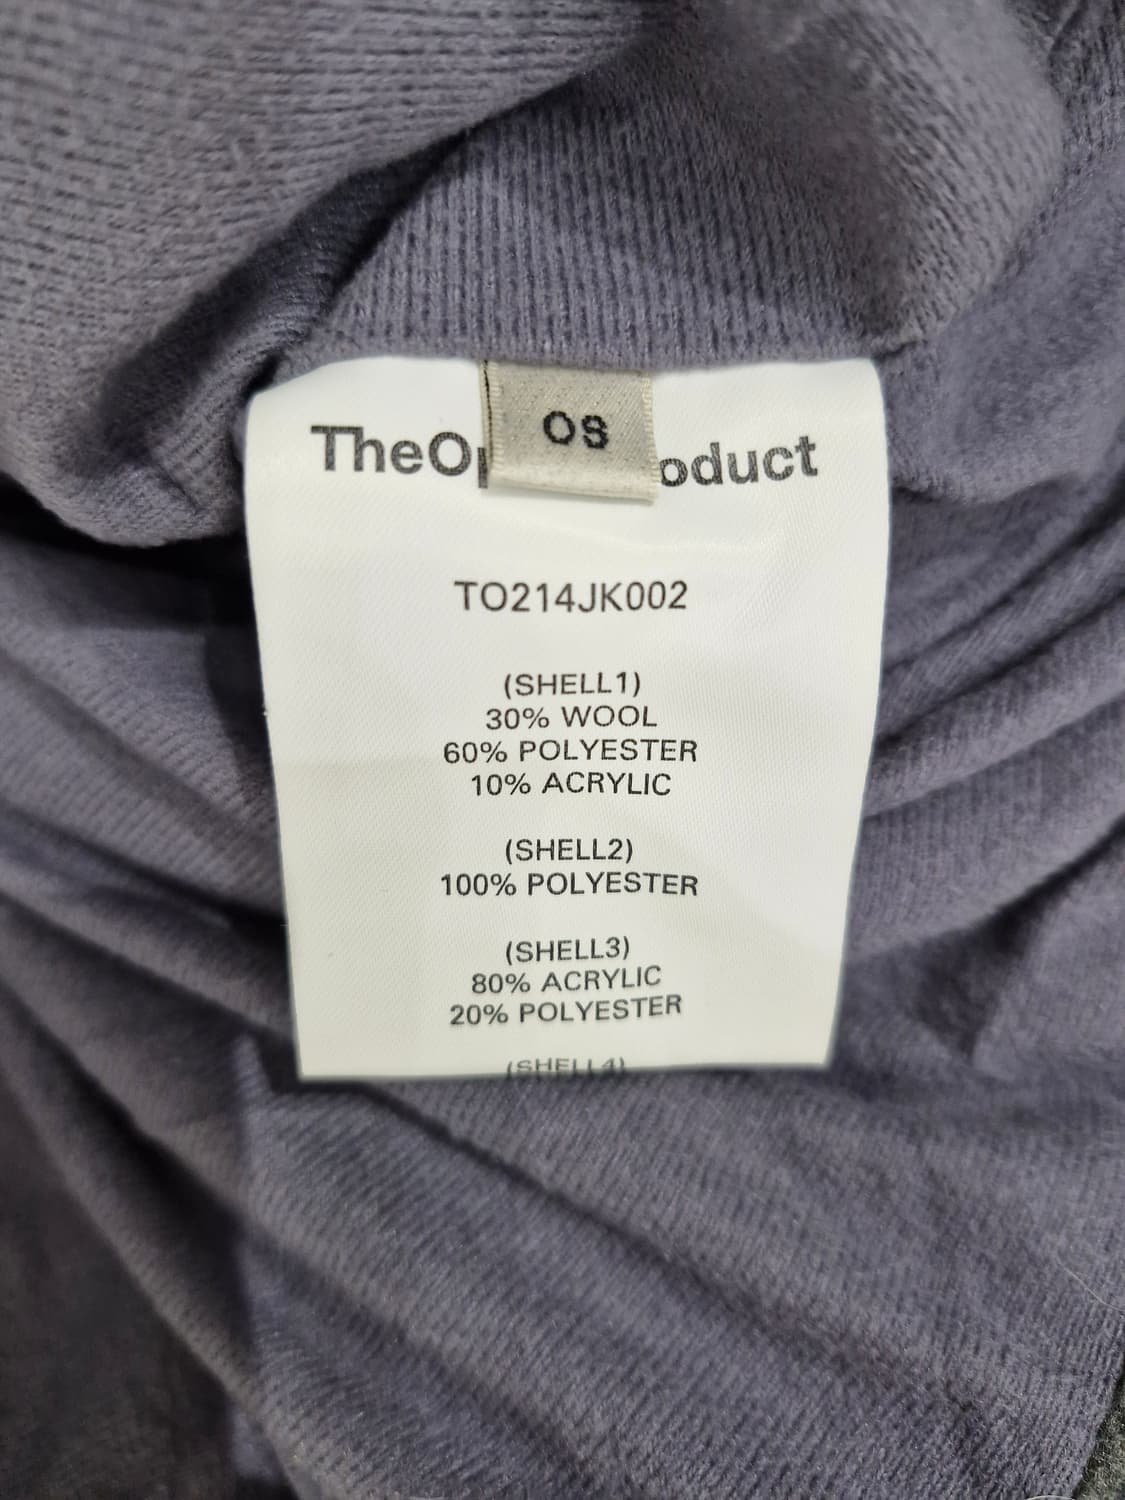 OS
TheOp oduct
TO214JK002
(SHELL1)
30% WOOL
60% POLYESTER
10% ACRYLIC
(SHELL2)
100% POLYESTER
(SHELL3)
80% ACRYLIC
20% POLYESTER
(SHELL4)